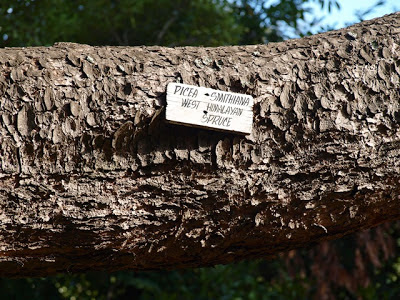 PICEA - SMITHIANA
WEST HIMALAYAN
SPRUCE